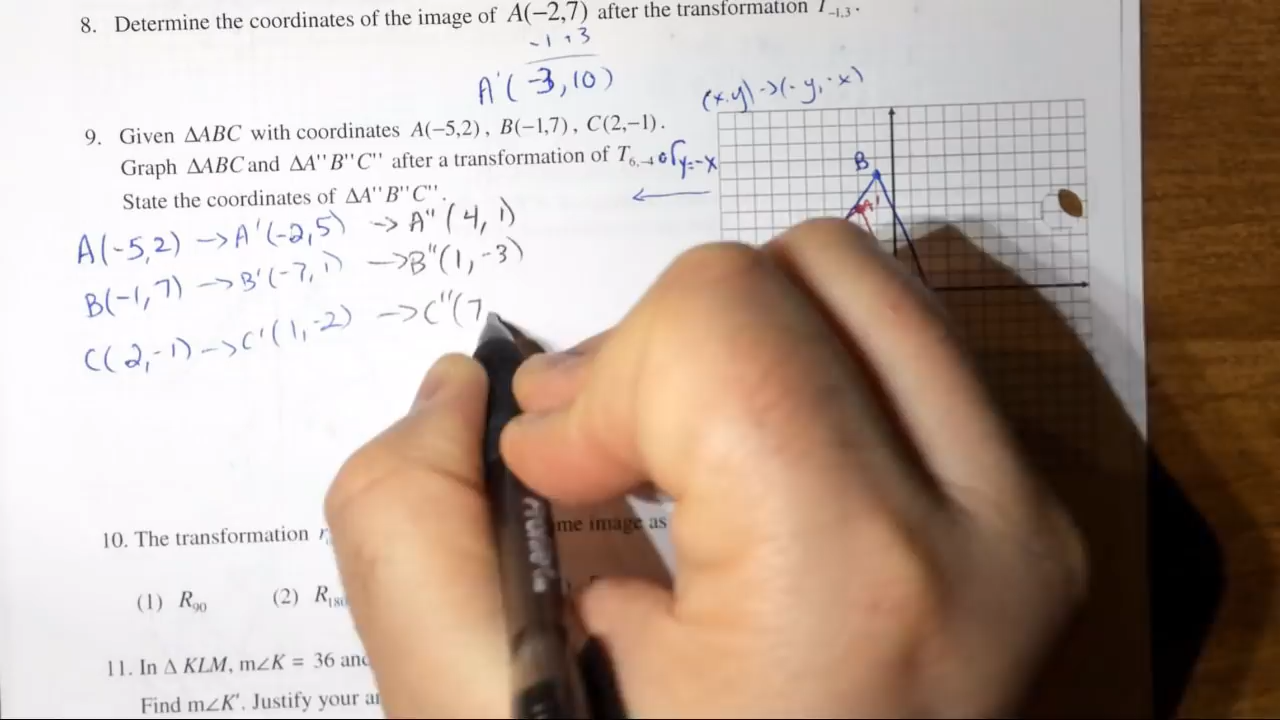 8. Determine the coordinates of the image of A(−2,7) after the transformation T₋₁,₃.
-1 +3
A'(-3,10)
(x,y)->(-y,-x)
9. Given ΔABC with coordinates A(−5,2), B(−1,7), C(2,−1).
Graph ΔABC and ΔA''B''C'' after a transformation of T₆,₋₄ o r y=-x
State the coordinates of ΔA''B''C''.
A(-5,2) -> A'(-2,5) -> A"(4,1)
B(-1,7) -> B'(-7,1) -> B"(1,-3)
C(2,-1) -> C'(1,-2) -> C"(7,
B
A'
10. The transformation r
me image as
(1) R₉₀ (2) R₁₈₀
11. In Δ KLM, m∠K = 36 and
Find m∠K'. Justify your